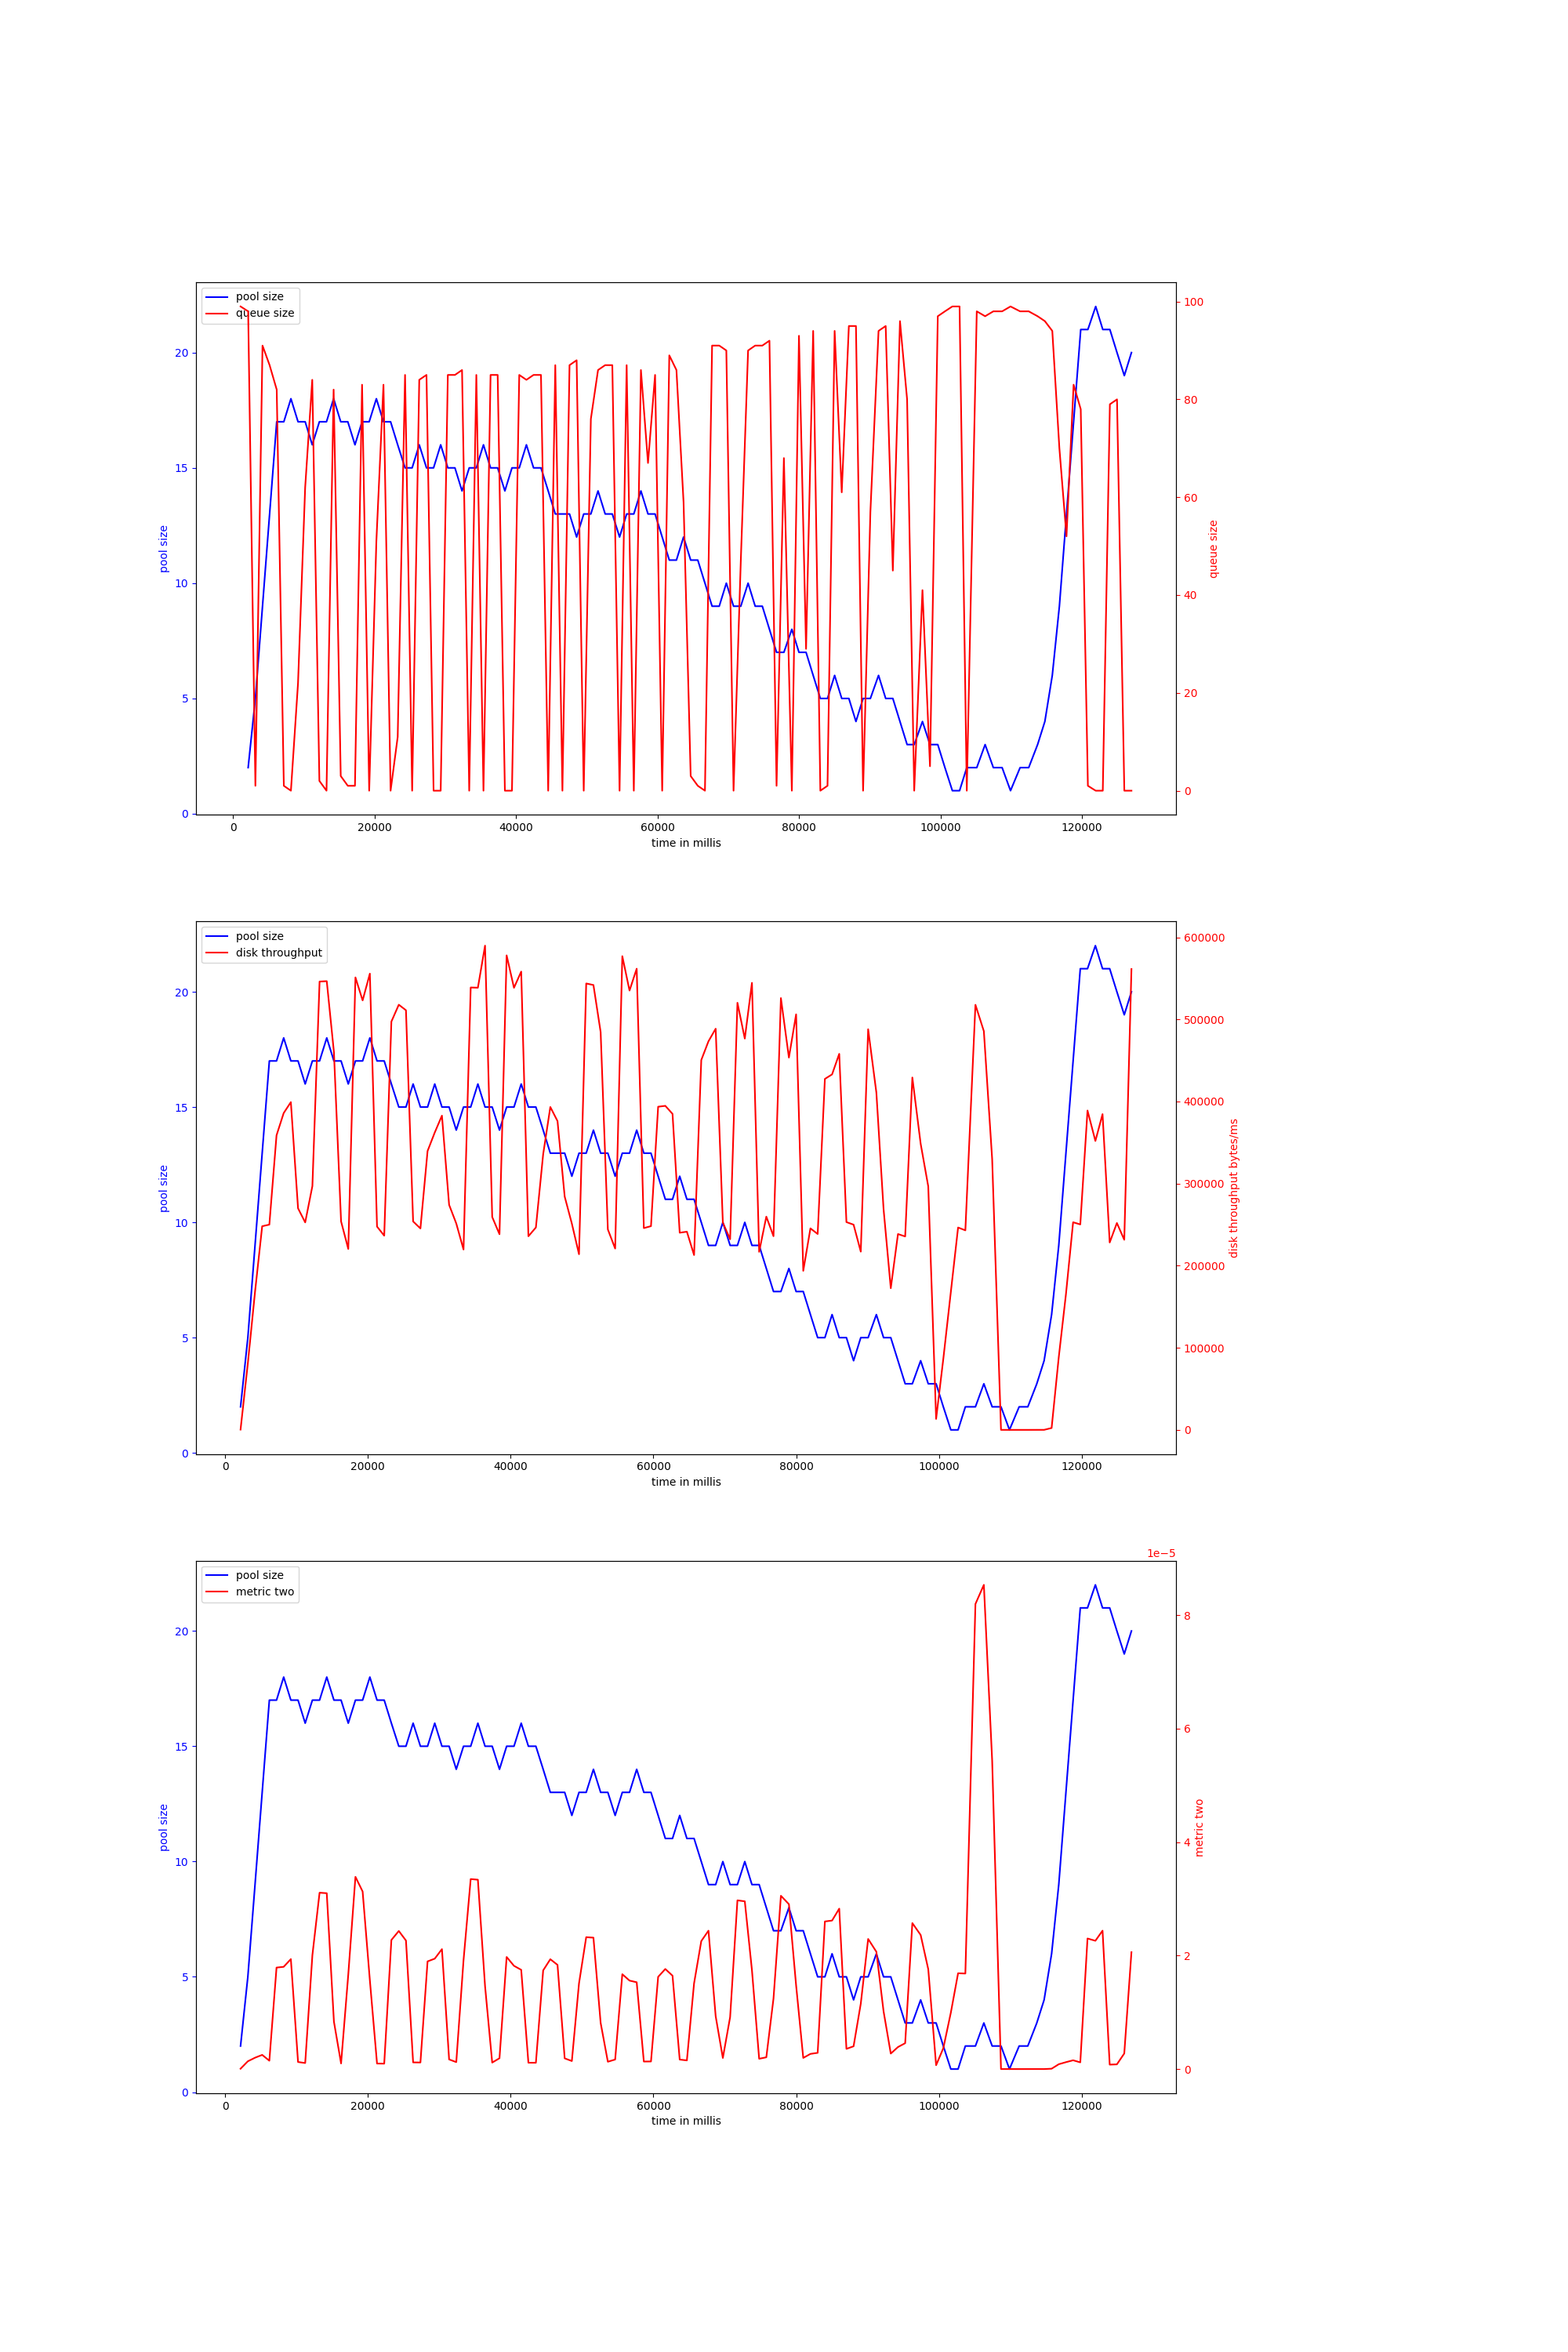 pool size
queue size
100
80
60
40
20
0
20
15
10
5
0
pool size
queue size
0 20000 40000 60000 80000 100000 120000
time in millis
pool size
disk throughput
600000
500000
400000
300000
200000
100000
0
20
15
10
5
0
pool size
disk throughput bytes/ms
0 20000 40000 60000 80000 100000 120000
time in millis
1e−5
pool size
metric two
8
6
4
2
0
20
15
10
5
0
pool size
metric two
0 20000 40000 60000 80000 100000 120000
time in millis